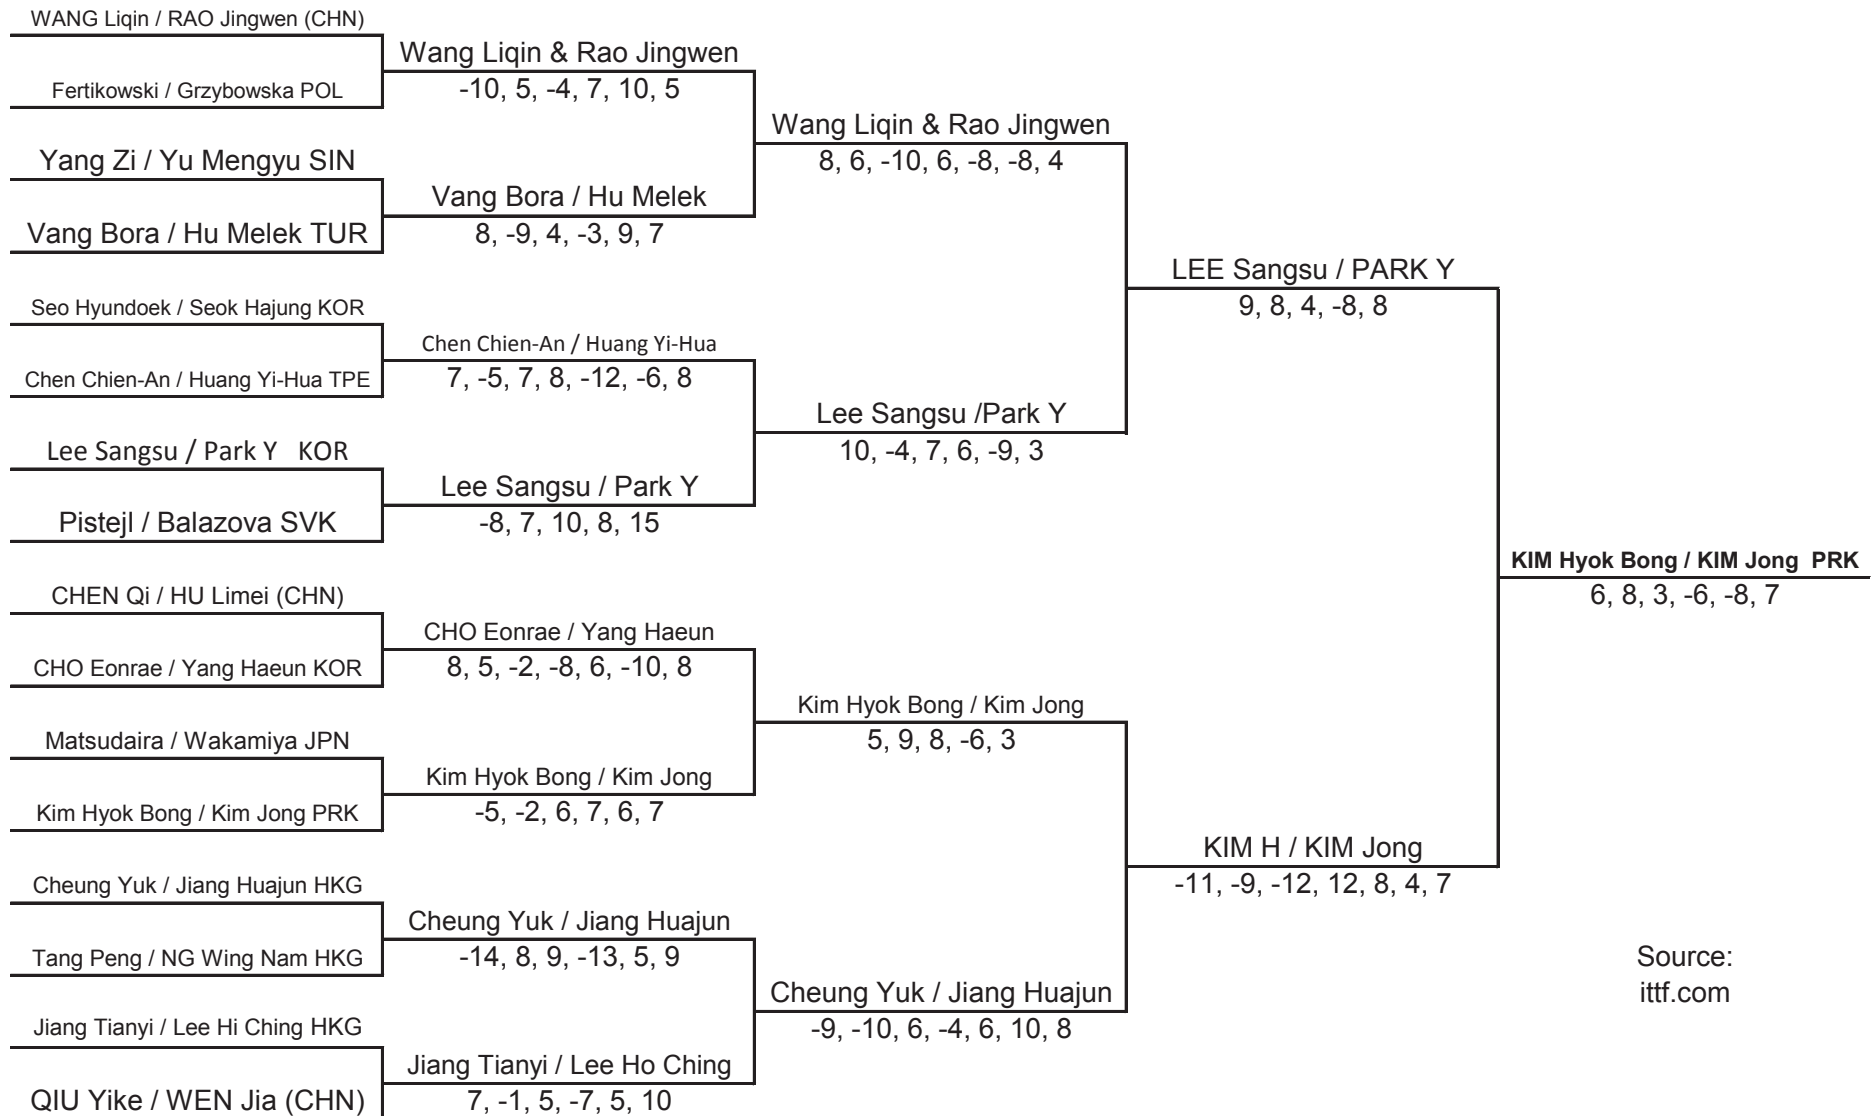 WANG Liqin / RAO Jingwen (CHN)
Fertikowski / Grzybowska POL
Yang Zi / Yu Mengyu SIN
Vang Bora / Hu Melek TUR
Seo Hyundoek / Seok Hajung KOR
Chen Chien-An / Huang Yi-Hua TPE
Lee Sangsu / Park Y KOR
Pistejl / Balazova SVK
CHEN Qi / HU Limei (CHN)
CHO Eonrae / Yang Haeun KOR
Matsudaira / Wakamiya JPN
Kim Hyok Bong / Kim Jong PRK
Cheung Yuk / Jiang Huajun HKG
Tang Peng / NG Wing Nam HKG
Jiang Tianyi / Lee Hi Ching HKG
QIU Yike / WEN Jia (CHN)
Wang Liqin & Rao Jingwen
-10, 5, -4, 7, 10, 5
Vang Bora / Hu Melek
8, -9, 4, -3, 9, 7
Chen Chien-An / Huang Yi-Hua
7, -5, 7, 8, -12, -6, 8
Lee Sangsu / Park Y
-8, 7, 10, 8, 15
CHO Eonrae / Yang Haeun
8, 5, -2, -8, 6, -10, 8
Kim Hyok Bong / Kim Jong
-5, -2, 6, 7, 6, 7
Cheung Yuk / Jiang Huajun
-14, 8, 9, -13, 5, 9
Jiang Tianyi / Lee Ho Ching
7, -1, 5, -7, 5, 10
Wang Liqin & Rao Jingwen
8, 6, -10, 6, -8, -8, 4
Lee Sangsu /Park Y
10, -4, 7, 6, -9, 3
Kim Hyok Bong / Kim Jong
5, 9, 8, -6, 3
Cheung Yuk / Jiang Huajun
-9, -10, 6, -4, 6, 10, 8
LEE Sangsu / PARK Y
9, 8, 4, -8, 8
KIM H / KIM Jong
-11, -9, -12, 12, 8, 4, 7
KIM Hyok Bong / KIM Jong PRK
6, 8, 3, -6, -8, 7
Source:
ittf.com